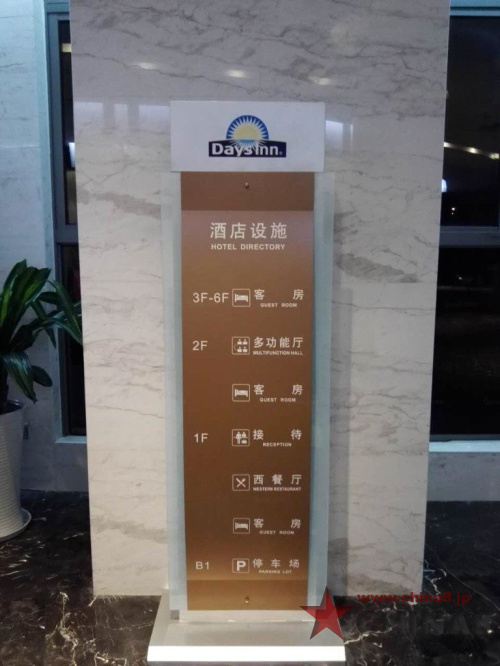 Days Inn®
酒店设施
HOTEL DIRECTORY
3F-6F 客 房
GUEST ROOM
2F 多功能厅
MULTIFUNCTION HALL
客 房
GUEST ROOM
1F 接 待
RECEPTION
西餐厅
WESTERN RESTAURANT
客 房
GUEST ROOM
B1 P 停车场
PARKING LOT